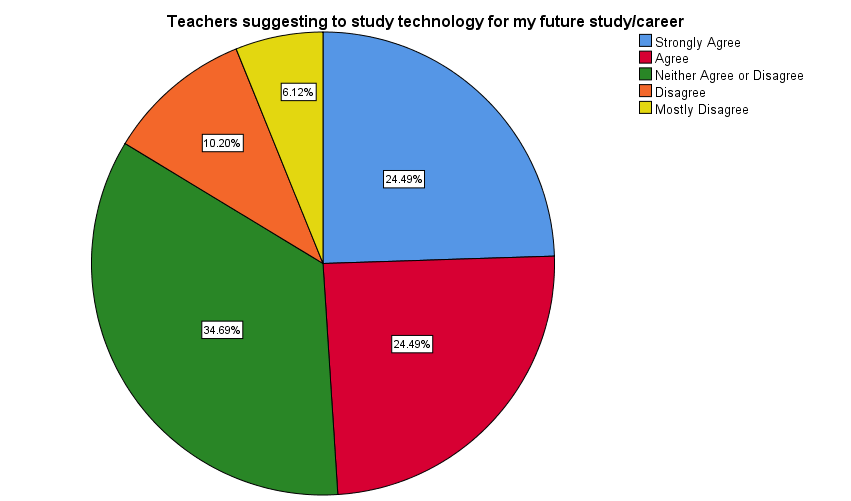 Teachers suggesting to study technology for my future study/career
Strongly Agree
Agree
Neither Agree or Disagree
Disagree
Mostly Disagree
6.12%
10.20%
24.49%
34.69%
24.49%